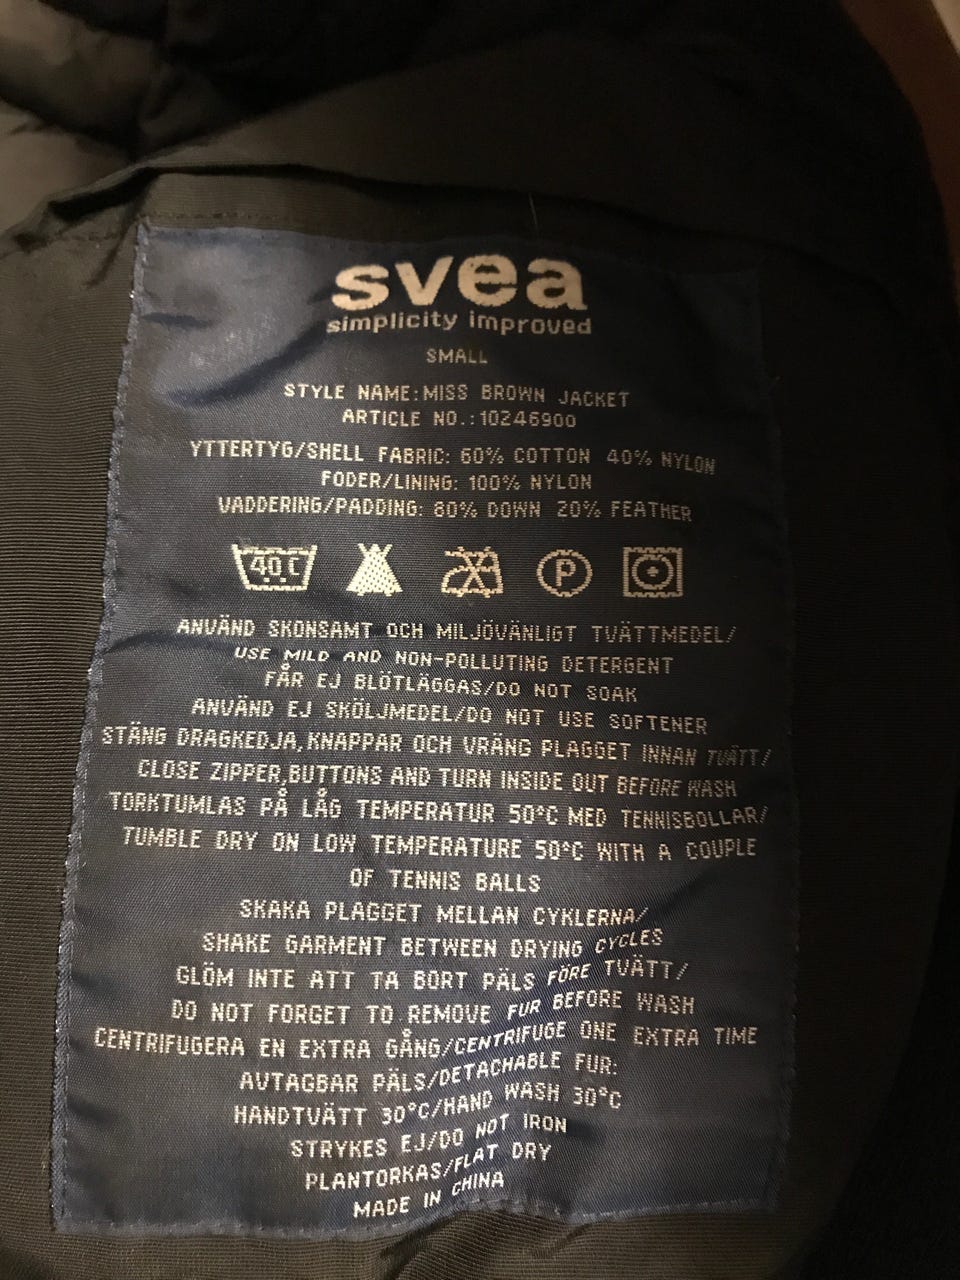 svea
simplicity improved
SMALL
STYLE NAME:MISS BROWN JACKET
ARTICLE NO.:10246900
YTTERTYG/SHELL FABRIC: 60% COTTON 40% NYLON
FODER/LINING: 100% NYLON
VADDERING/PADDING: 80% DOWN 20% FEATHER
40 C P
ANVÄND SKONSAMT OCH MILJÖVÄNLIGT TVÄTTMEDEL/
USE MILD AND NON-POLLUTING DETERGENT
FÅR EJ BLÖTLÄGGAS/DO NOT SOAK
ANVÄND EJ SKÖLJMEDEL/DO NOT USE SOFTENER
STÄNG DRAGKEDJA,KNAPPAR OCH VRÄNG PLAGGET INNAN TVÄTT/
CLOSE ZIPPER,BUTTONS AND TURN INSIDE OUT BEFORE WASH
TORKTUMLAS PÅ LÅG TEMPERATUR 50°C MED TENNISBOLLAR/
TUMBLE DRY ON LOW TEMPERATURE 50°C WITH A COUPLE
OF TENNIS BALLS
SKAKA PLAGGET MELLAN CYKLERNA/
SHAKE GARMENT BETWEEN DRYING CYCLES
GLÖM INTE ATT TA BORT PÄLS FÖRE TVÄTT/
DO NOT FORGET TO REMOVE FUR BEFORE WASH
CENTRIFUGERA EN EXTRA GÅNG/CENTRIFUGE ONE EXTRA TIME
AVTAGBAR PÄLS/DETACHABLE FUR:
HANDTVÄTT 30°C/HAND WASH 30°C
STRYKES EJ/DO NOT IRON
PLANTORKAS/FLAT DRY
MADE IN CHINA